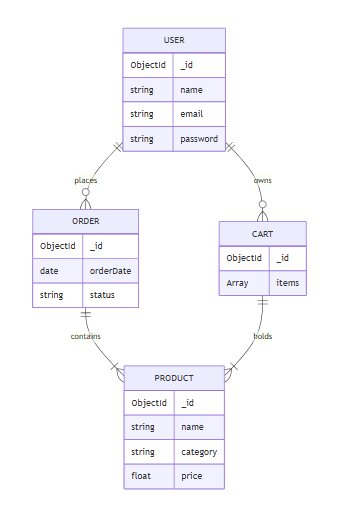 USER
ObjectId _id
string name
string email
string password
places
owns
ORDER
ObjectId _id
date orderDate
string status
CART
ObjectId _id
Array items
contains
holds
PRODUCT
ObjectId _id
string name
string category
float price